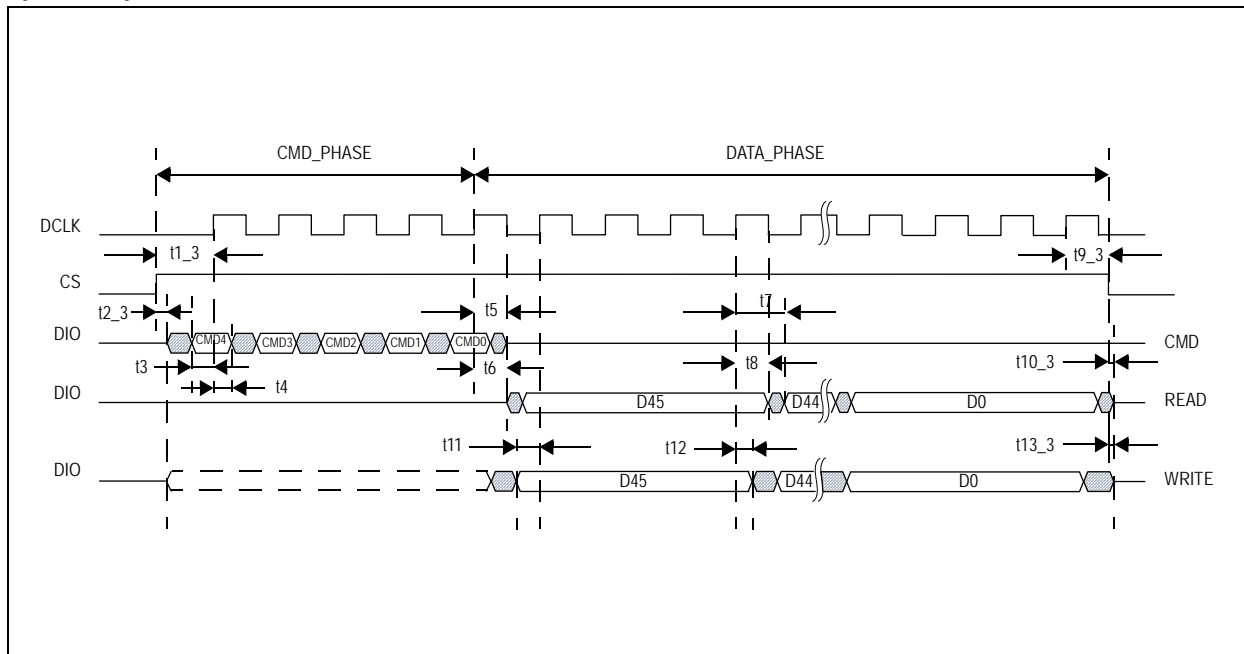 CMD_PHASE DATA_PHASE
DCLK
t1_3 t9_3
CS
t2_3 t5 t7
DIO CMD4 CMD3 CMD2 CMD1 CMD0 CMD
t3 t4 t6 t8 t10_3
DIO D45 D44 D0 READ
t11 t12 t13_3
DIO D45 D44 D0 WRITE